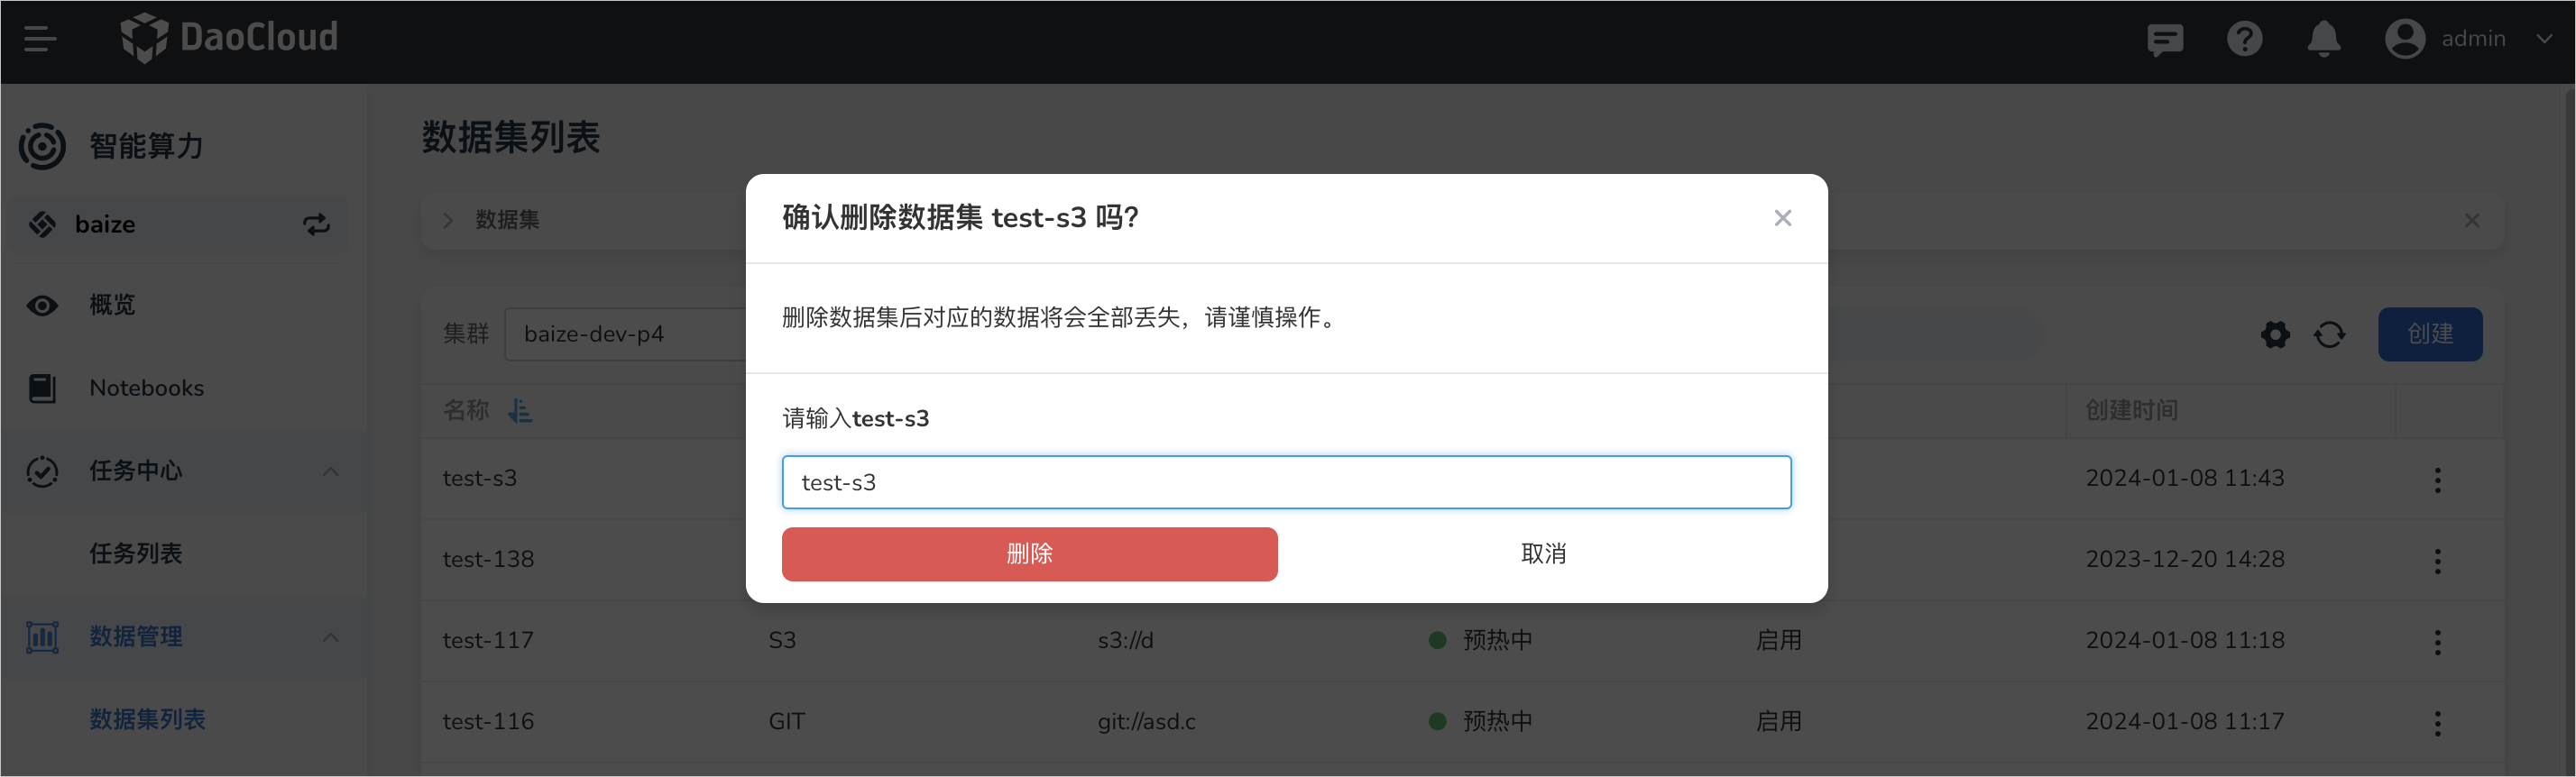 DaoCloud
admin
智能算力
baize
概览
Notebooks
任务中心
任务列表
数据管理
数据集列表
数据集列表
数据集
集群 baize-dev-p4
创建
名称 创建时间
test-s3 2024-01-08 11:43
test-138 2023-12-20 14:28
test-117 S3 s3://d 预热中 启用 2024-01-08 11:18
test-116 GIT git://asd.c 预热中 启用 2024-01-08 11:17
确认删除数据集 test-s3 吗?
删除数据集后对应的数据将会全部丢失，请谨慎操作。
请输入test-s3
test-s3
删除 取消